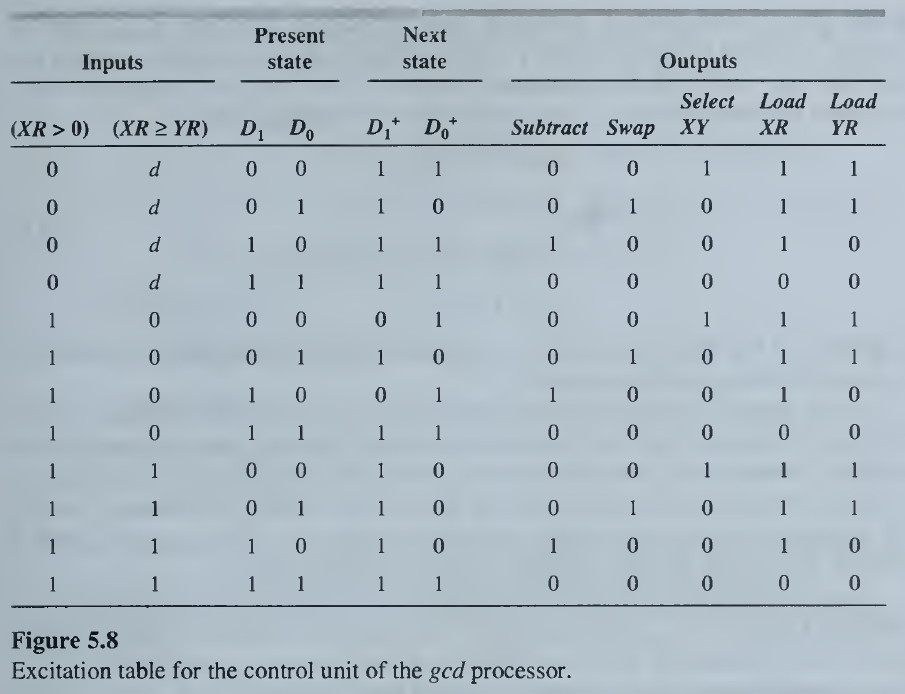 Present Next
Inputs state state Outputs
Select Load Load
(XR > 0) (XR ≥ YR) D₁ D₀ D₁⁺ D₀⁺ Subtract Swap XY XR YR
0 d 0 0 1 1 0 0 1 1 1
0 d 0 1 1 0 0 1 0 1 1
0 d 1 0 1 1 1 0 0 1 0
0 d 1 1 1 1 0 0 0 0 0
1 0 0 0 0 1 0 0 1 1 1
1 0 0 1 1 0 0 1 0 1 1
1 0 1 0 0 1 1 0 0 1 0
1 0 1 1 1 1 0 0 0 0 0
1 1 0 0 1 0 0 0 1 1 1
1 1 0 1 1 0 0 1 0 1 1
1 1 1 0 1 0 1 0 0 1 0
1 1 1 1 1 1 0 0 0 0 0
Figure 5.8
Excitation table for the control unit of the gcd processor.